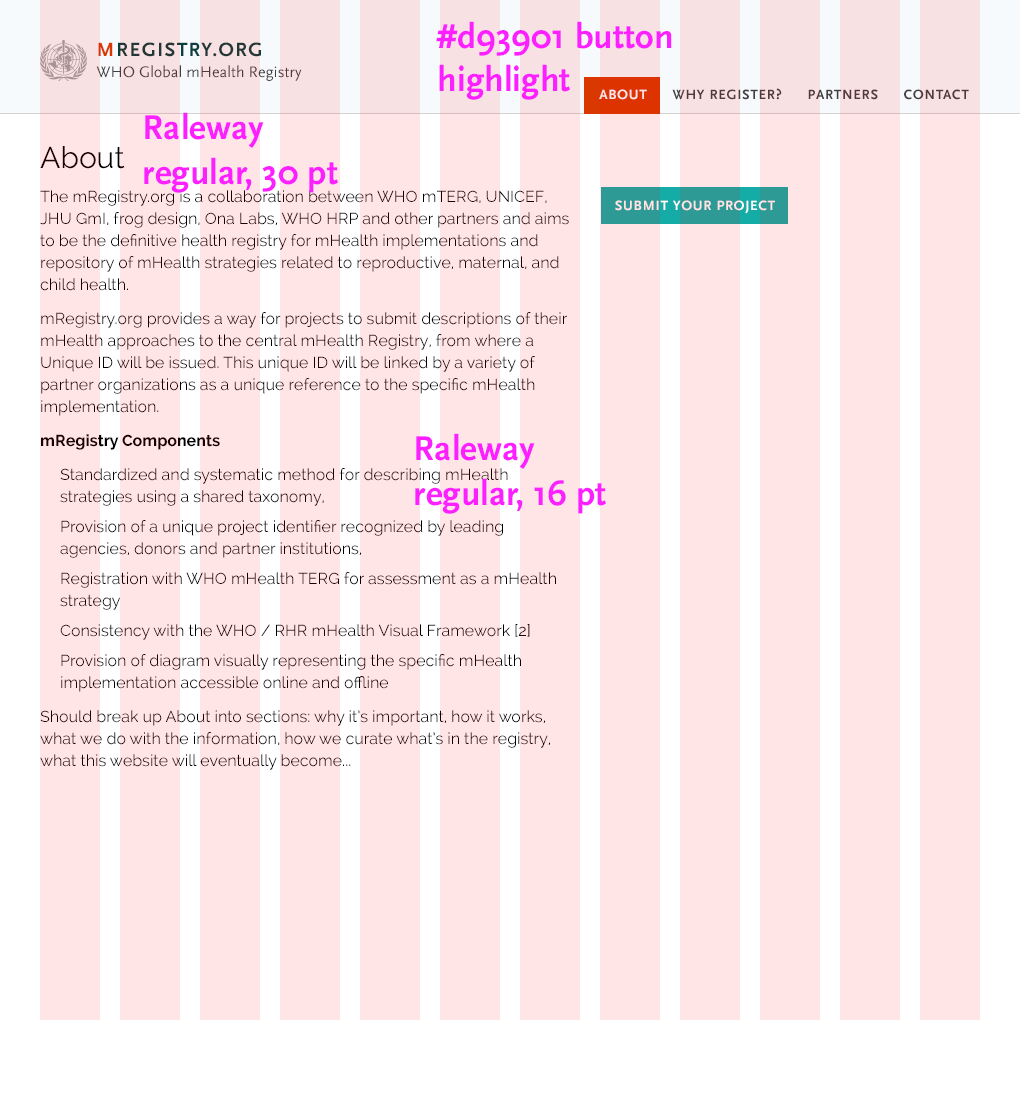 MREGISTRY.ORG
WHO Global mHealth Registry
#d93901 button
highlight
ABOUT
WHY REGISTER?
PARTNERS
CONTACT
Raleway
regular, 30 pt
About
The mRegistry.org is a collaboration between WHO mTERG, UNICEF,
JHU GmI, frog design, Ona Labs, WHO HRP and other partners and aims
to be the definitive health registry for mHealth implementations and
repository of mHealth strategies related to reproductive, maternal, and
child health.
SUBMIT YOUR PROJECT
mRegistry.org provides a way for projects to submit descriptions of their
mHealth approaches to the central mHealth Registry, from where a
Unique ID will be issued. This unique ID will be linked by a variety of
partner organizations as a unique reference to the specific mHealth
implementation.
mRegistry Components
Raleway
regular, 16 pt
Standardized and systematic method for describing mHealth
strategies using a shared taxonomy,
Provision of a unique project identifier recognized by leading
agencies, donors and partner institutions,
Registration with WHO mHealth TERG for assessment as a mHealth
strategy
Consistency with the WHO / RHR mHealth Visual Framework [2]
Provision of diagram visually representing the specific mHealth
implementation accessible online and offline
Should break up About into sections: why it's important, how it works,
what we do with the information, how we curate what's in the registry,
what this website will eventually become...